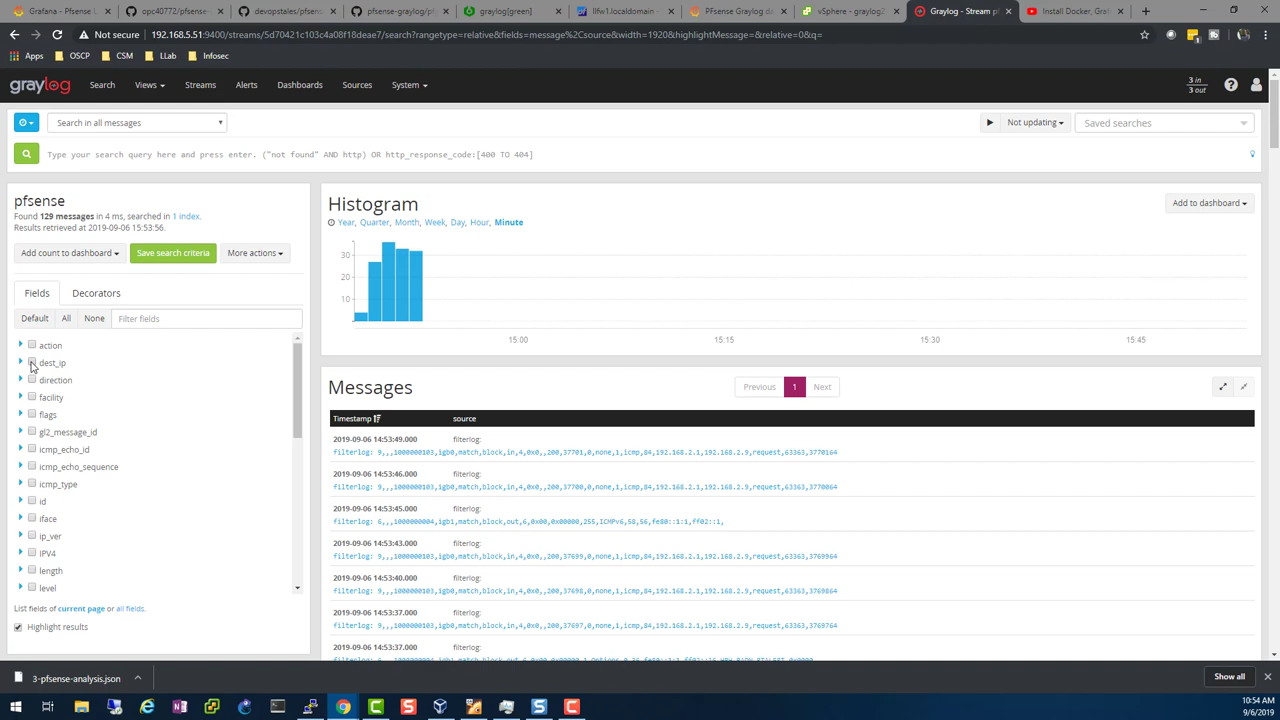 Grafana - Pfsense L
opc40772/pfsense-
devopstales/pfsens
pfsense-graylog/pf
graylog[green]
PFsense Graylog da
vSphere - graylog2
Graylog - Stream pf
Install Docker, Graf
Not secure
192.168.5.51:9400/streams/5d70421c103c4a08f18deae7/search?rangetype=relative&fields=message%2Csource&width=1920&highlightMessage=&relative=0&q=
Apps OSCP CSM LLab Infosec
graylog Search Views Streams Alerts Dashboards Sources System
3 in
3 out
Search in all messages
Not updating
Saved searches
Type your search query here and press enter. ("not found" AND http) OR http_response_code:[400 TO 404]
pfsense
Found 129 messages in 4 ms, searched in 1 index.
Results retrieved at 2019-09-06 15:53:56.
Add count to dashboard
Save search criteria
More actions
Fields
Decorators
Default All None Filter fields
action
dest_ip
direction
facility
flags
gl2_message_id
icmp_echo_id
icmp_echo_sequence
icmp_type
id
iface
ip_ver
IPV4
length
level
List fields of current page or all fields.
Highlight results
Histogram
Add to dashboard
Year, Quarter, Month, Week, Day, Hour, Minute
30
20
10
15:00 15:15 15:30 15:45
Messages
Previous 1 Next
Timestamp source
2019-09-06 14:53:49.000 filterlog:
filterlog: 9,,,1000000103,igb0,match,block,in,4,0x0,,200,37701,0,none,1,icmp,84,192.168.2.1,192.168.2.9,request,63363,3770164
2019-09-06 14:53:46.000 filterlog:
filterlog: 9,,,1000000103,igb0,match,block,in,4,0x0,,200,37700,0,none,1,icmp,84,192.168.2.1,192.168.2.9,request,63363,3770064
2019-09-06 14:53:45.000 filterlog:
filterlog: 6,,,1000000004,igb1,match,block,out,6,0x00,0x00000,255,ICMPv6,58,56,fe80::1:1,ff02::1,
2019-09-06 14:53:43.000 filterlog:
filterlog: 9,,,1000000103,igb0,match,block,in,4,0x0,,200,37699,0,none,1,icmp,84,192.168.2.1,192.168.2.9,request,63363,3769964
2019-09-06 14:53:40.000 filterlog:
filterlog: 9,,,1000000103,igb0,match,block,in,4,0x0,,200,37698,0,none,1,icmp,84,192.168.2.1,192.168.2.9,request,63363,3769864
2019-09-06 14:53:37.000 filterlog:
filterlog: 9,,,1000000103,igb0,match,block,in,4,0x0,,200,37697,0,none,1,icmp,84,192.168.2.1,192.168.2.9,request,63363,3769764
2019-09-06 14:53:37.000 filterlog:
3-pfsense-analysis.json
Show all
10:54 AM
9/6/2019